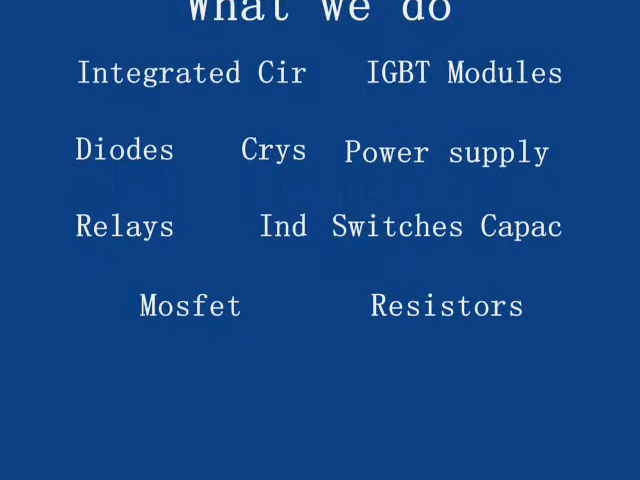 What we do
Integrated Cir IGBT Modules
Diodes Crys Power supply
Relays Ind Switches Capac
Mosfet Resistors